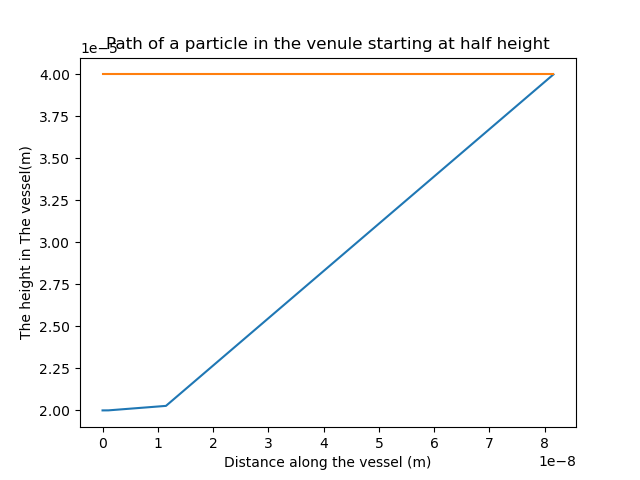 Path of a particle in the venule starting at half height
1e−5
4.00
3.75
3.50
3.25
3.00
2.75
2.50
2.25
2.00
The height in The vessel(m)
0 1 2 3 4 5 6 7 8
1e−8
Distance along the vessel (m)